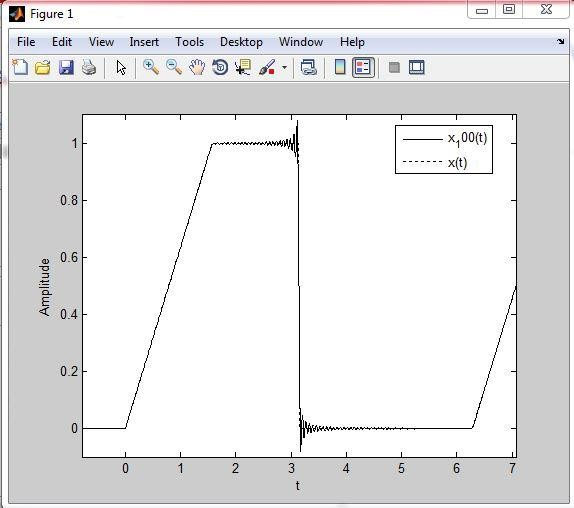 Figure 1
File Edit View Insert Tools Desktop Window Help
x₁00(t)
x(t)
1
0.8
0.6
0.4
0.2
0
Amplitude
0 1 2 3 4 5 6 7
t